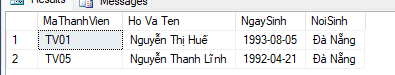 Messages
MaThanhVien Ho Va Ten NgaySinh NoiSinh
1 TV01 Nguyễn Thị Huế 1993-08-05 Đà Nẵng
2 TV05 Nguyễn Thanh Lĩnh 1992-04-21 Đà Nẵng